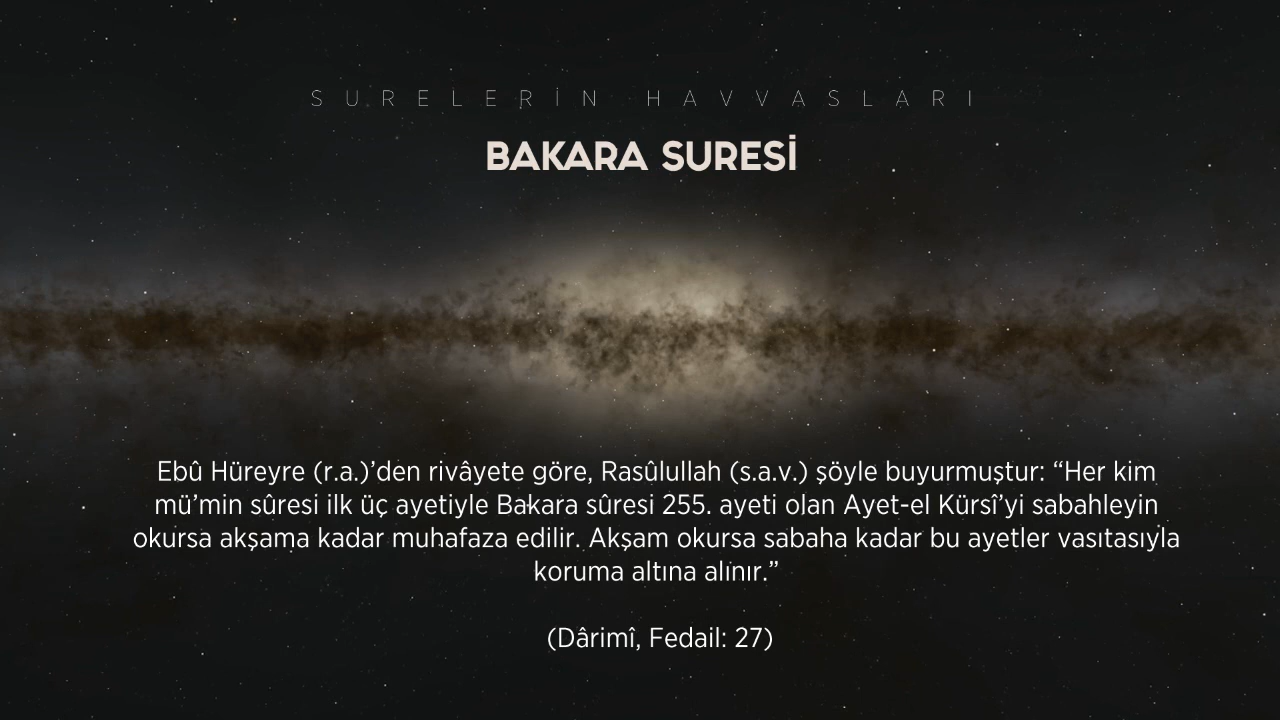 SURELERİN HAVVASLARI
BAKARA SURESİ
Ebû Hüreyre (r.a.)’den rivâyete göre, Rasûlullah (s.a.v.) şöyle buyurmuştur: “Her kim
mü’min sûresi ilk üç ayetiyle Bakara sûresi 255. ayeti olan Ayet-el Kürsî’yi sabahleyin
okursa akşama kadar muhafaza edilir. Akşam okursa sabaha kadar bu ayetler vasıtasıyla
koruma altına alınır.”
(Dârimî, Fedail: 27)